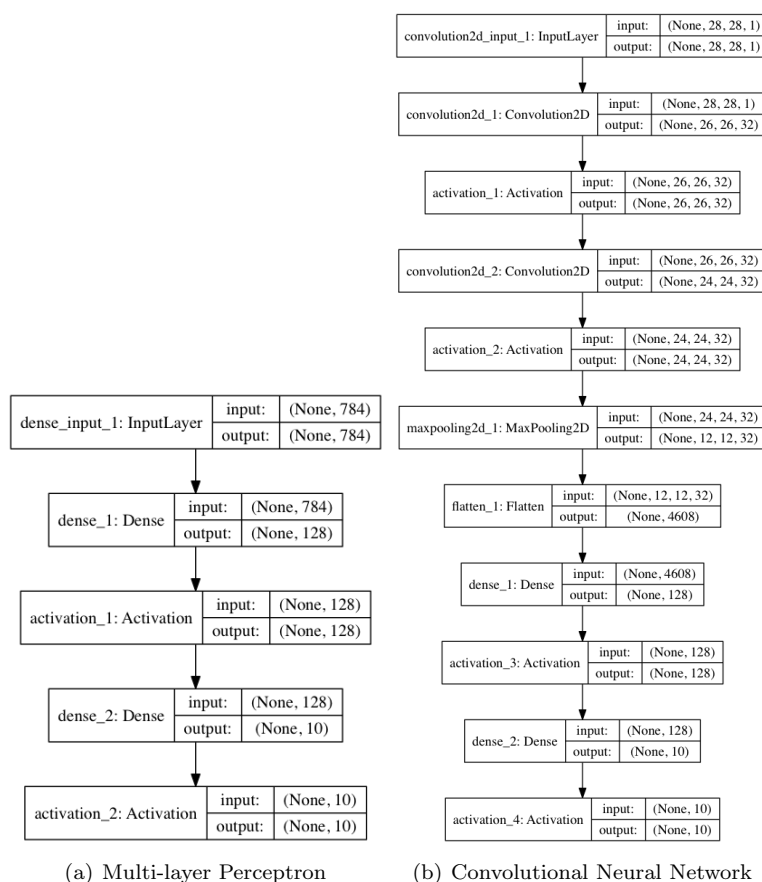 dense_input_1: InputLayer
input: (None, 784)
output: (None, 784)
dense_1: Dense
input: (None, 784)
output: (None, 128)
activation_1: Activation
input: (None, 128)
output: (None, 128)
dense_2: Dense
input: (None, 128)
output: (None, 10)
activation_2: Activation
input: (None, 10)
output: (None, 10)
(a) Multi-layer Perceptron
convolution2d_input_1: InputLayer
input: (None, 28, 28, 1)
output: (None, 28, 28, 1)
convolution2d_1: Convolution2D
input: (None, 28, 28, 1)
output: (None, 26, 26, 32)
activation_1: Activation
input: (None, 26, 26, 32)
output: (None, 26, 26, 32)
convolution2d_2: Convolution2D
input: (None, 26, 26, 32)
output: (None, 24, 24, 32)
activation_2: Activation
input: (None, 24, 24, 32)
output: (None, 24, 24, 32)
maxpooling2d_1: MaxPooling2D
input: (None, 24, 24, 32)
output: (None, 12, 12, 32)
flatten_1: Flatten
input: (None, 12, 12, 32)
output: (None, 4608)
dense_1: Dense
input: (None, 4608)
output: (None, 128)
activation_3: Activation
input: (None, 128)
output: (None, 128)
dense_2: Dense
input: (None, 128)
output: (None, 10)
activation_4: Activation
input: (None, 10)
output: (None, 10)
(b) Convolutional Neural Network